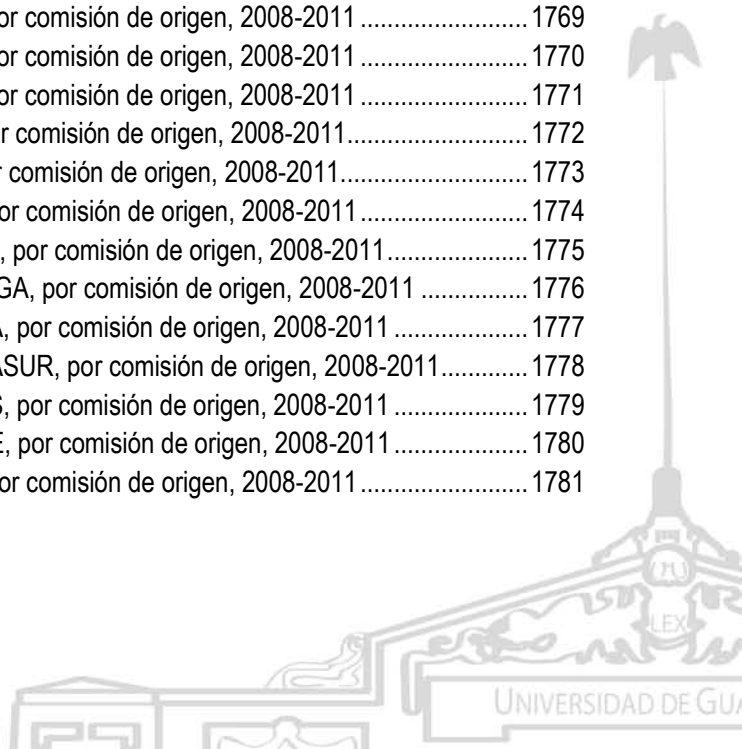 or comisión de origen, 2008-2011 ........................ 1769
or comisión de origen, 2008-2011 ........................ 1770
or comisión de origen, 2008-2011 ........................ 1771
r comisión de origen, 2008-2011.......................... 1772
r comisión de origen, 2008-2011........................... 1773
or comisión de origen, 2008-2011 ........................ 1774
, por comisión de origen, 2008-2011.................... 1775
GA, por comisión de origen, 2008-2011 ............... 1776
A, por comisión de origen, 2008-2011 ................... 1777
ASUR, por comisión de origen, 2008-2011............. 1778
S, por comisión de origen, 2008-2011 ................... 1779
E, por comisión de origen, 2008-2011 ................... 1780
or comisión de origen, 2008-2011 ........................ 1781
LEX
UNIVERSIDAD DE GUA